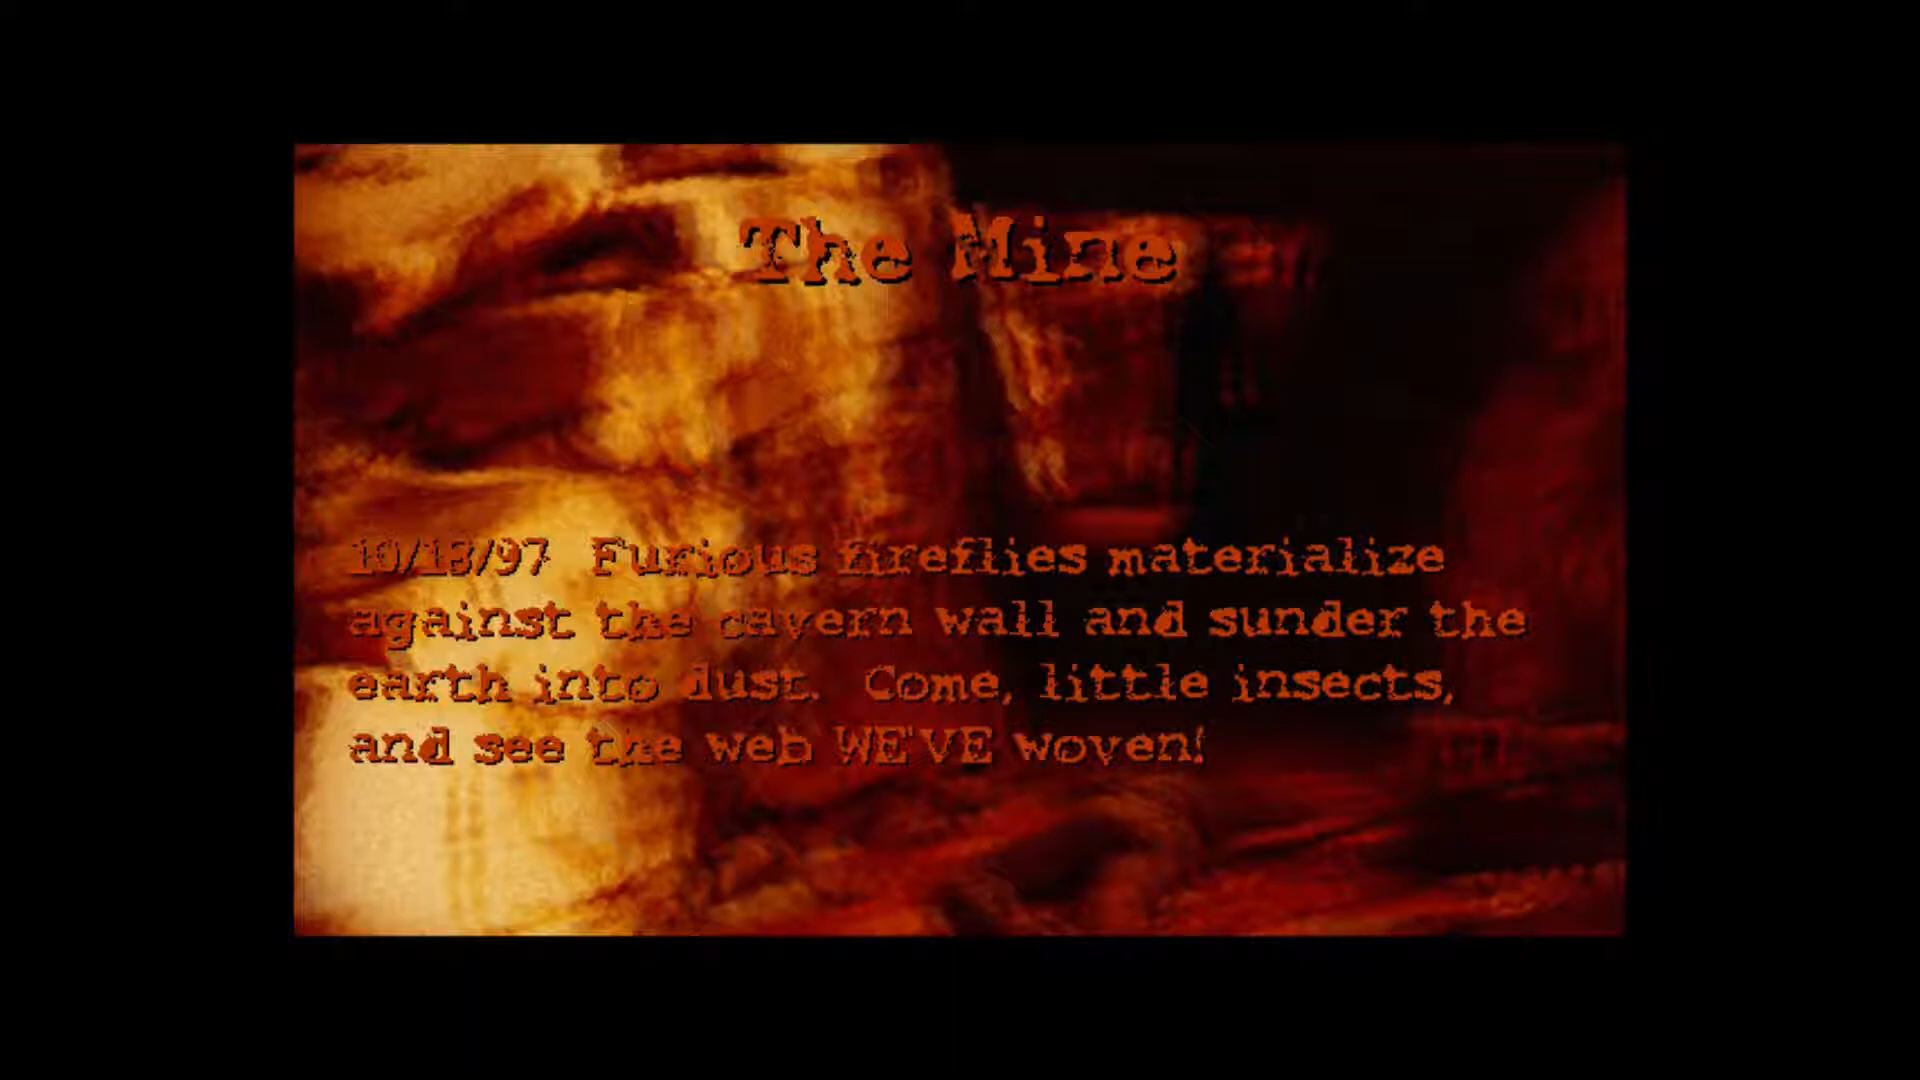 The Mine
10/13/97 Furious fireflies materialize
against the cavern wall and sunder the
earth into dust. Come, little insects,
and see the web WE'VE woven!